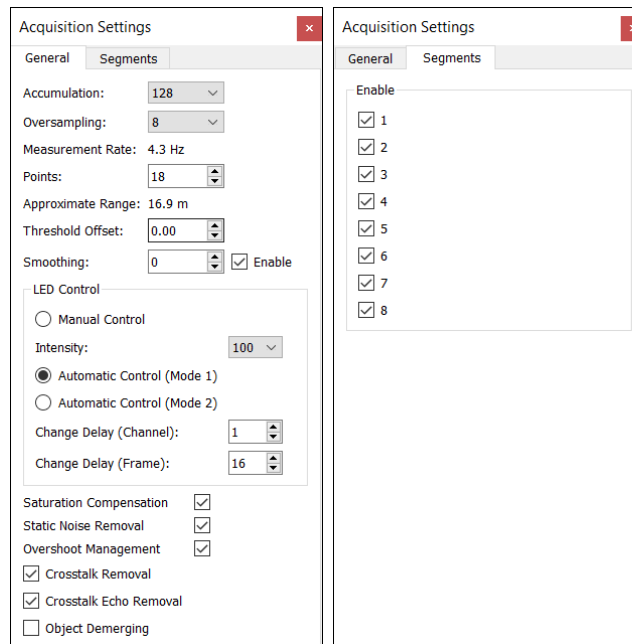 Acquisition Settings
General Segments
Accumulation: 128
Oversampling: 8
Measurement Rate: 4.3 Hz
Points: 18
Approximate Range: 16.9 m
Threshold Offset: 0.00
Smoothing: 0 Enable
LED Control
Manual Control
Intensity: 100
Automatic Control (Mode 1)
Automatic Control (Mode 2)
Change Delay (Channel): 1
Change Delay (Frame): 16
Saturation Compensation
Static Noise Removal
Overshoot Management
Crosstalk Removal
Crosstalk Echo Removal
Object Demerging
Acquisition Settings
General Segments
Enable
1
2
3
4
5
6
7
8